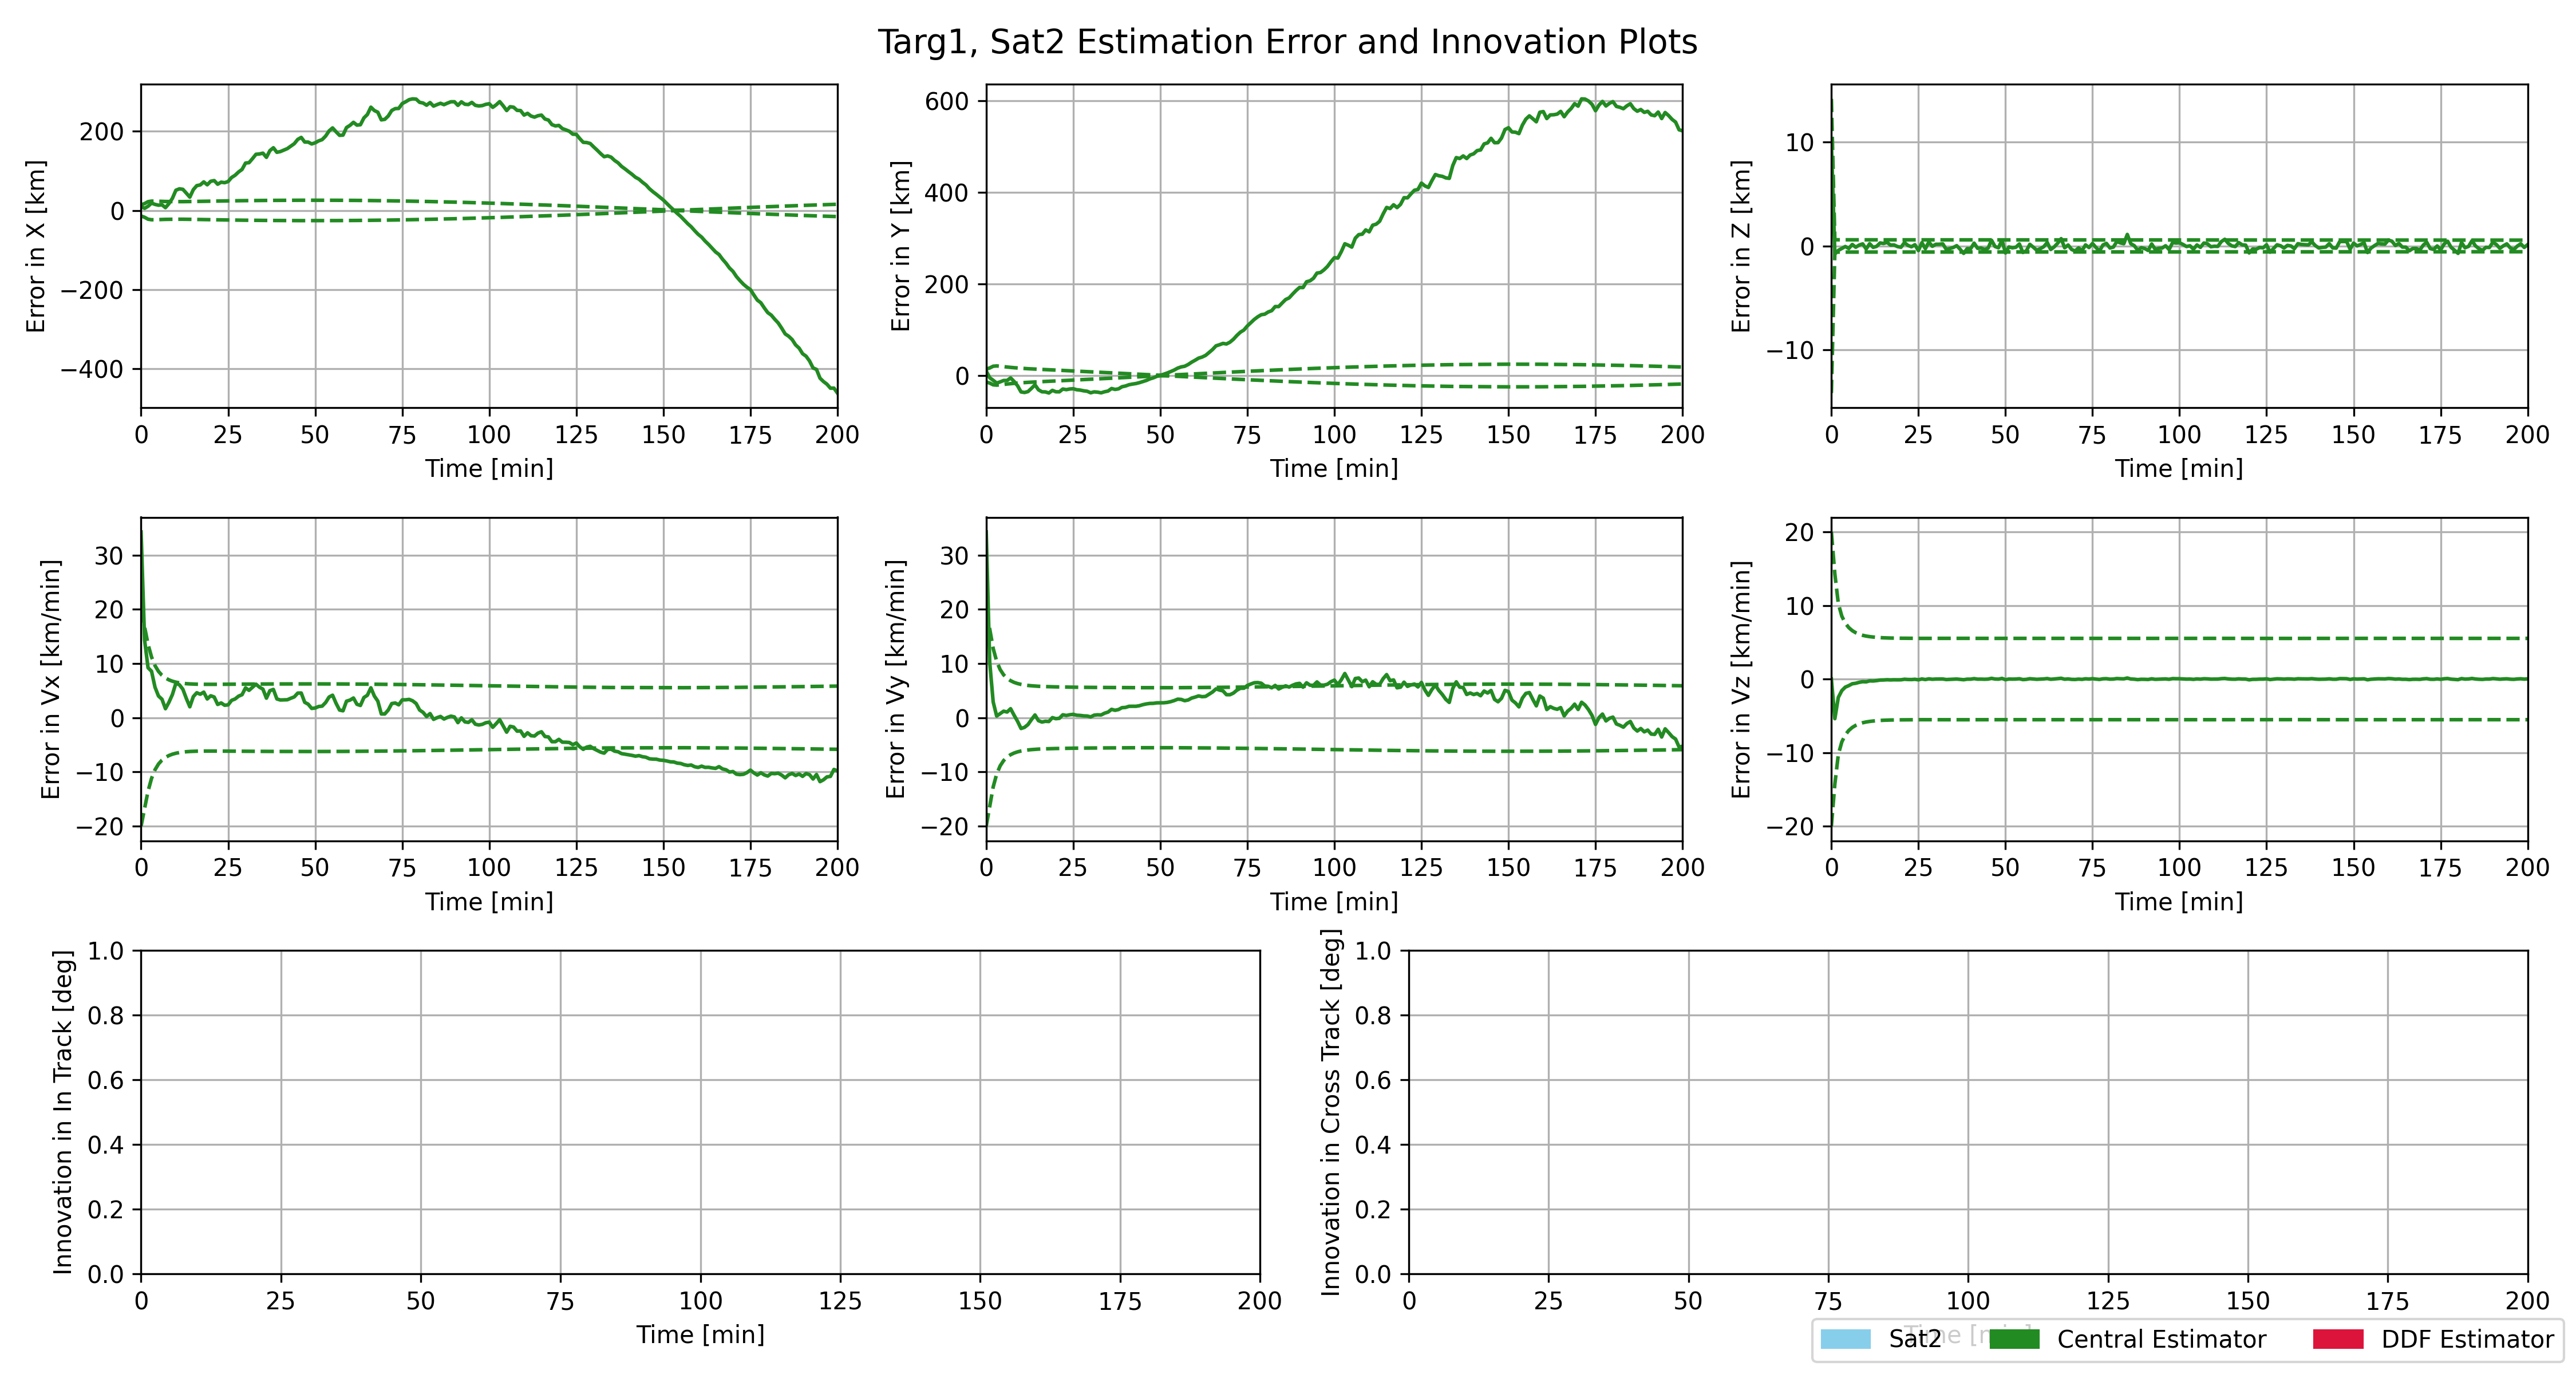 Targ1, Sat2 Estimation Error and Innovation Plots
Error in X [km]
200
0
−200
−400
0 25 50 75 100 125 150 175 200
Time [min]
Error in Y [km]
600
400
200
0
0 25 50 75 100 125 150 175 200
Time [min]
Error in Z [km]
10
0
−10
0 25 50 75 100 125 150 175 200
Time [min]
Error in Vx [km/min]
30
20
10
0
−10
−20
0 25 50 75 100 125 150 175 200
Time [min]
Error in Vy [km/min]
30
20
10
0
−10
−20
0 25 50 75 100 125 150 175 200
Time [min]
Error in Vz [km/min]
20
10
0
−10
−20
0 25 50 75 100 125 150 175 200
Time [min]
Innovation in In Track [deg]
1.0
0.8
0.6
0.4
0.2
0.0
0 25 50 75 100 125 150 175 200
Time [min]
Innovation in Cross Track [deg]
1.0
0.8
0.6
0.4
0.2
0.0
0 25 50 75 100 125 150 175 200
Time [min]
Sat2 Central Estimator DDF Estimator